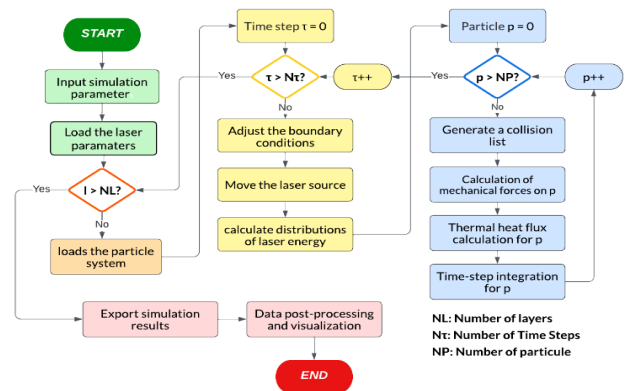 START
Input simulation
parameter
Load the laser
paramaters
l > NL?
Yes
No
loads the particle
system
Time step τ = 0
τ > Nτ?
Yes
No
τ++
Adjust the boundary
conditions
Move the laser
source
calculate distributions
of laser energy
Particle p = 0
p > NP?
Yes
No
p++
Generate a collision
list
Calculation of
mechanical forces on p
Thermal heat flux
calculation for p
Time-step integration
for p
Export simulation
results
Data post-processing
and visualization
END
NL: Number of layers
Nτ: Number of Time Steps
NP: Number of particule